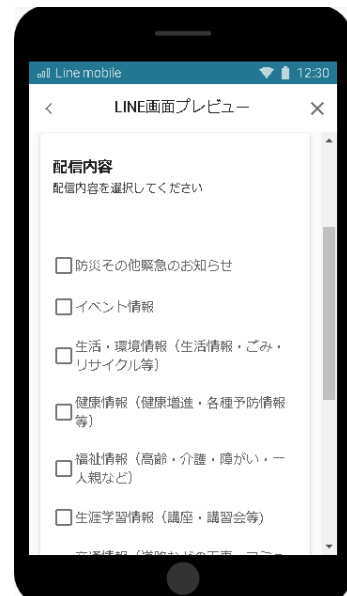 Line mobile 12:30
LINE画面プレビュー
配信内容
配信内容を選択してください
防災その他緊急のお知らせ
イベント情報
生活・環境情報（生活情報・ごみ・
リサイクル等）
健康情報（健康増進・各種予防情報
等）
福祉情報（高齢・介護・障がい・一
人親など）
生涯学習情報（講座・講習会等)